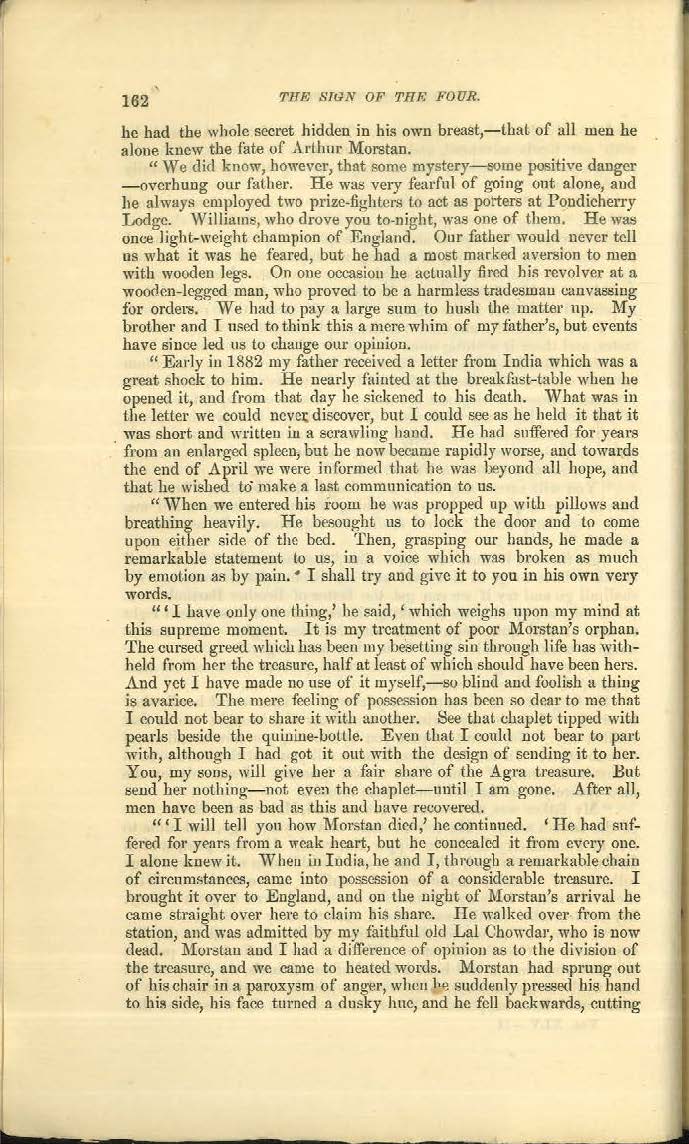 162 THE SIGN OF THE FOUR.
he had the whole secret hidden in his own breast,—that of all men he
alone knew the fate of Arthur Morstan.
“We did know, however, that some mystery—some positive danger
—overhung our father. He was very fearful of going out alone, and
he always employed two prize-fighters to act as porters at Pondicherry
Lodge. Williams, who drove you to-night, was one of them. He was
once light-weight champion of England. Our father would never tell
us what it was he feared, but he had a most marked aversion to men
with wooden legs. On one occasion he actually fired his revolver at a
wooden-legged man, who proved to be a harmless tradesman canvassing
for orders. We had to pay a large sum to hush the matter up. My
brother and I used to think this a mere whim of my father's, but events
have since led us to change our opinion.
“Early in 1882 my father received a letter from India which was a
great shock to him. He nearly fainted at the breakfast-table when he
opened it, and from that day he sickened to his death. What was in
the letter we could never discover, but I could see as he held it that it
was short and written in a scrawling hand. He had suffered for years
from an enlarged spleen, but he now became rapidly worse, and towards
the end of April we were informed that he was beyond all hope, and
that he wished to make a last communication to us.
“When we entered his room he was propped up with pillows and
breathing heavily. He besought us to lock the door and to come
upon either side of the bed. Then, grasping our hands, he made a
remarkable statement to us, in a voice which was broken as much
by emotion as by pain. I shall try and give it to you in his own very
words.
“‘I have only one thing,’ he said, ‘which weighs upon my mind at
this supreme moment. It is my treatment of poor Morstan's orphan.
The cursed greed which has been my besetting sin through life has with-
held from her the treasure, half at least of which should have been hers.
And yet I have made no use of it myself,—so blind and foolish a thing
is avarice. The mere feeling of possession has been so dear to me that
I could not bear to share it with another. See that chaplet tipped with
pearls beside the quinine-bottle. Even that I could not bear to part
with, although I had got it out with the design of sending it to her.
You, my sons, will give her a fair share of the Agra treasure. But
send her nothing—not even the chaplet—until I am gone. After all,
men have been as bad as this and have recovered.
“‘I will tell you how Morstan died,’ he continued. ‘He had suf-
fered for years from a weak heart, but he concealed it from every one.
I alone knew it. When in India, he and I, through a remarkable chain
of circumstances, came into possession of a considerable treasure. I
brought it over to England, and on the night of Morstan's arrival he
came straight over here to claim his share. He walked over from the
station, and was admitted by my faithful old Lal Chowdar, who is now
dead. Morstan and I had a difference of opinion as to the division of
the treasure, and we came to heated words. Morstan had sprung out
of his chair in a paroxysm of anger, when he suddenly pressed his hand
to his side, his face turned a dusky hue, and he fell backwards, cutting